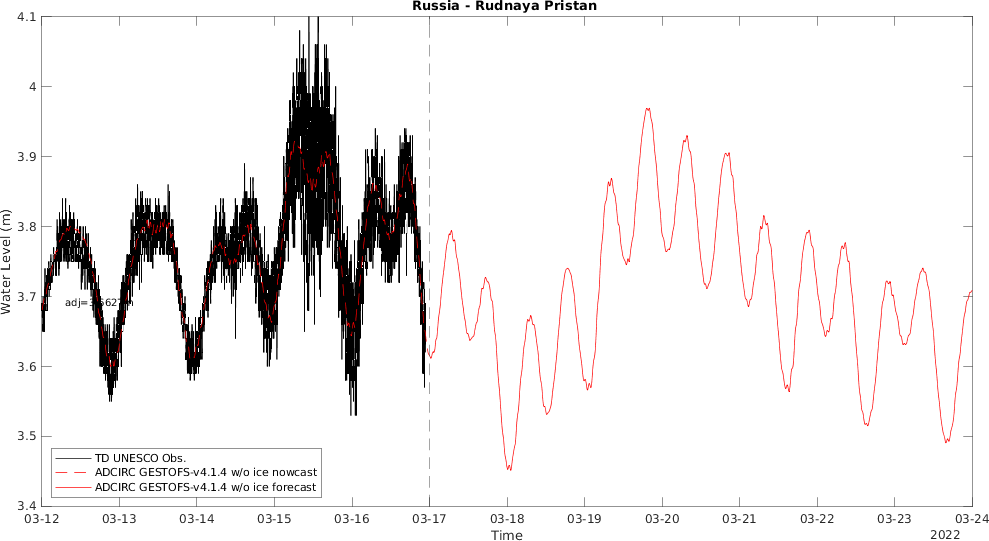 Russia - Rudnaya Pristan
4.1
4
3.9
3.8
3.7
3.6
3.5
3.4
Water Level (m)
TD UNESCO Obs.
ADCIRC GESTOFS-v4.1.4 w/o ice nowcast
ADCIRC GESTOFS-v4.1.4 w/o ice forecast
03-12 03-13 03-14 03-15 03-16 03-17 03-18 03-19 03-20 03-21 03-22 03-23 03-24
Time
2022